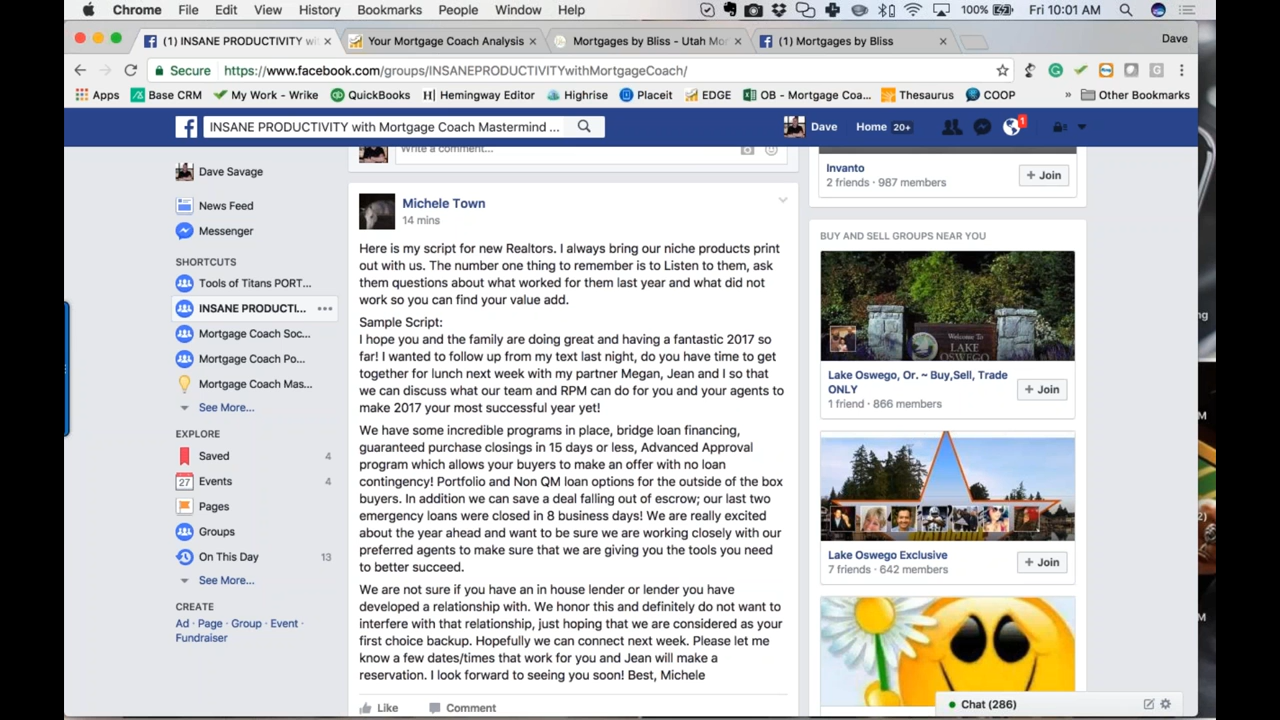 Chrome File Edit View History Bookmarks People Window Help 100% Fri 10:01 AM
(1) INSANE PRODUCTIVITY wi
Your Mortgage Coach Analysis
Mortgages by Bliss - Utah Mor
(1) Mortgages by Bliss
Dave
Secure https://www.facebook.com/groups/INSANEPRODUCTIVITYwithMortgageCoach/
Apps Base CRM My Work - Wrike QuickBooks Hemingway Editor Highrise Placeit EDGE OB - Mortgage Coa... Thesaurus COOP » Other Bookmarks
INSANE PRODUCTIVITY with Mortgage Coach Mastermind ...
Dave Home 20+ 1
Dave Savage
News Feed
Messenger
SHORTCUTS
Tools of Titans PORT...
INSANE PRODUCTI...
Mortgage Coach Soc...
Mortgage Coach Po...
Mortgage Coach Mas...
See More...
EXPLORE
Saved 4
27 Events 4
Pages
Groups
On This Day 13
See More...
CREATE
Ad · Page · Group · Event ·
Fundraiser
Write a comment...
Michele Town
14 mins
Here is my script for new Realtors. I always bring our niche products print
out with us. The number one thing to remember is to Listen to them, ask
them questions about what worked for them last year and what did not
work so you can find your value add.
Sample Script:
I hope you and the family are doing great and having a fantastic 2017 so
far! I wanted to follow up from my text last night, do you have time to get
together for lunch next week with my partner Megan, Jean and I so that
we can discuss what our team and RPM can do for you and your agents to
make 2017 your most successful year yet!
We have some incredible programs in place, bridge loan financing,
guaranteed purchase closings in 15 days or less, Advanced Approval
program which allows your buyers to make an offer with no loan
contingency! Portfolio and Non QM loan options for the outside of the box
buyers. In addition we can save a deal falling out of escrow; our last two
emergency loans were closed in 8 business days! We are really excited
about the year ahead and want to be sure we are working closely with our
preferred agents to make sure that we are giving you the tools you need
to better succeed.
We are not sure if you have an in house lender or lender you have
developed a relationship with. We honor this and definitely do not want to
interfere with that relationship, just hoping that we are considered as your
first choice backup. Hopefully we can connect next week. Please let me
know a few dates/times that work for you and Jean will make a
reservation. I look forward to seeing you soon! Best, Michele
Like Comment
Invanto
2 friends · 987 members
+ Join
BUY AND SELL GROUPS NEAR YOU
Welcome To
LAKE
OSWEGO
Lake Oswego, Or. ~ Buy,Sell, Trade
ONLY
1 friend · 866 members
+ Join
Lake Oswego Exclusive
7 friends · 642 members
+ Join
Chat (286)